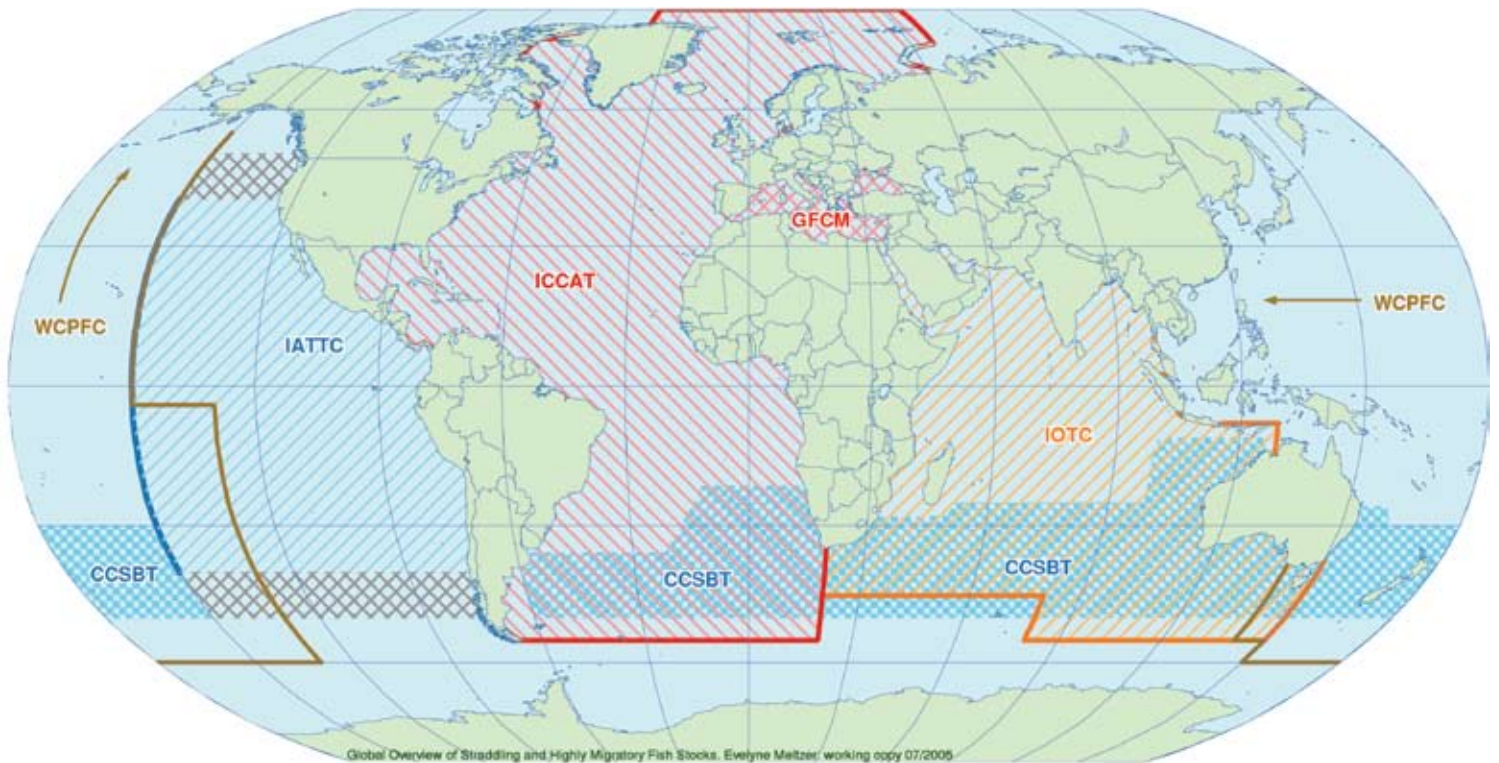 GFCM
ICCAT
WCPFC
WCPFC
IATTC
IOTC
CCSBT
CCSBT
CCSBT
Global Overview of Straddling and Highly Migratory Fish Stocks. Evelyne Meltzer: working copy 07/2005